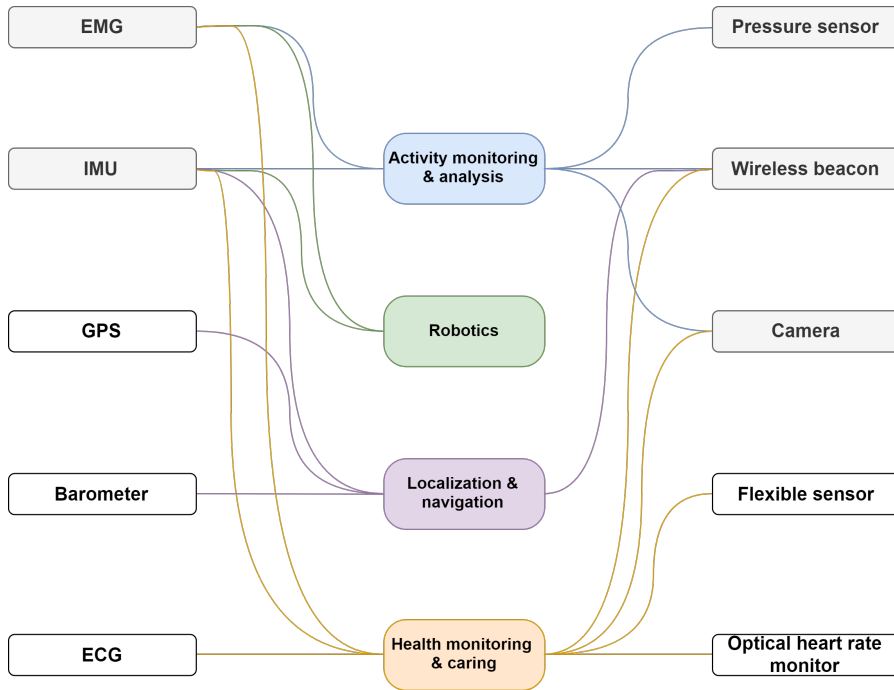 EMG
Pressure sensor
IMU
Activity monitoring
& analysis
Wireless beacon
GPS
Robotics
Camera
Barometer
Localization &
navigation
Flexible sensor
ECG
Health monitoring
& caring
Optical heart rate
monitor